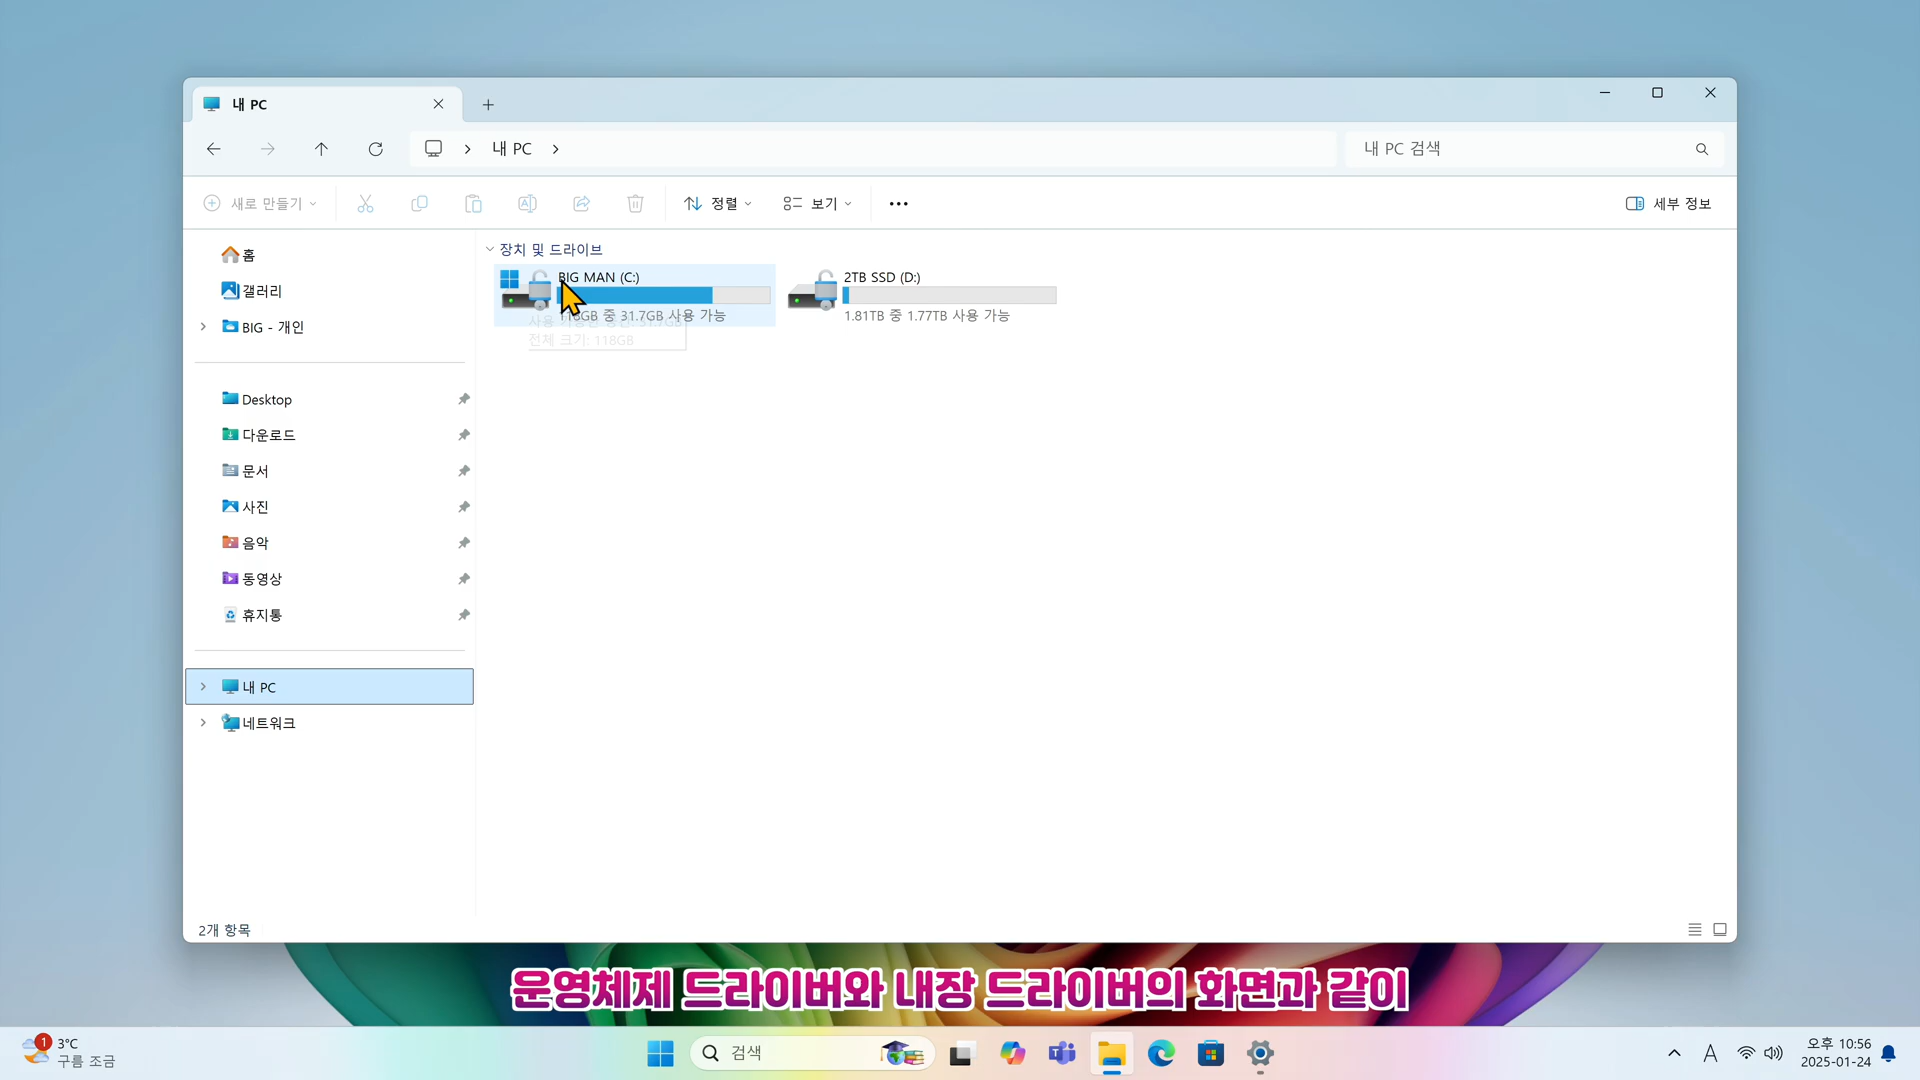 내 PC
내 PC
내 PC 검색
새로 만들기
정렬
보기
세부 정보
홈
갤러리
BIG - 개인
Desktop
다운로드
문서
사진
음악
동영상
휴지통
내 PC
네트워크
장치 및 드라이브
BIG MAN (C:)
118GB 중 31.7GB 사용 가능
전체 크기: 118GB
2TB SSD (D:)
1.81TB 중 1.77TB 사용 가능
2개 항목
운영체제 드라이버와 내장 드라이버의 화면과 같이
1
3°C
구름 조금
검색
A
오후 10:56
2025-01-24